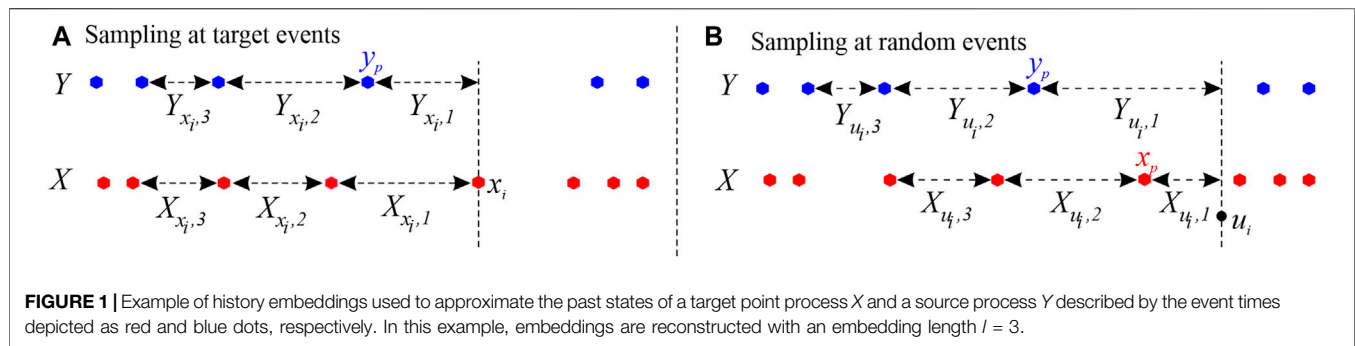 A Sampling at target events
Y
y_p
Y_{x_i,3} Y_{x_i,2} Y_{x_i,1}
X
x_i
X_{x_i,3} X_{x_i,2} X_{x_i,1}
B Sampling at random events
Y
y_p
Y_{u_i,3} Y_{u_i,2} Y_{u_i,1}
X
x_p
X_{u_i,3} X_{u_i,2} X_{u_i,1}
u_i
FIGURE 1 | Example of history embeddings used to approximate the past states of a target point process X and a source process Y described by the event times
depicted as red and blue dots, respectively. In this example, embeddings are reconstructed with an embedding length l = 3.